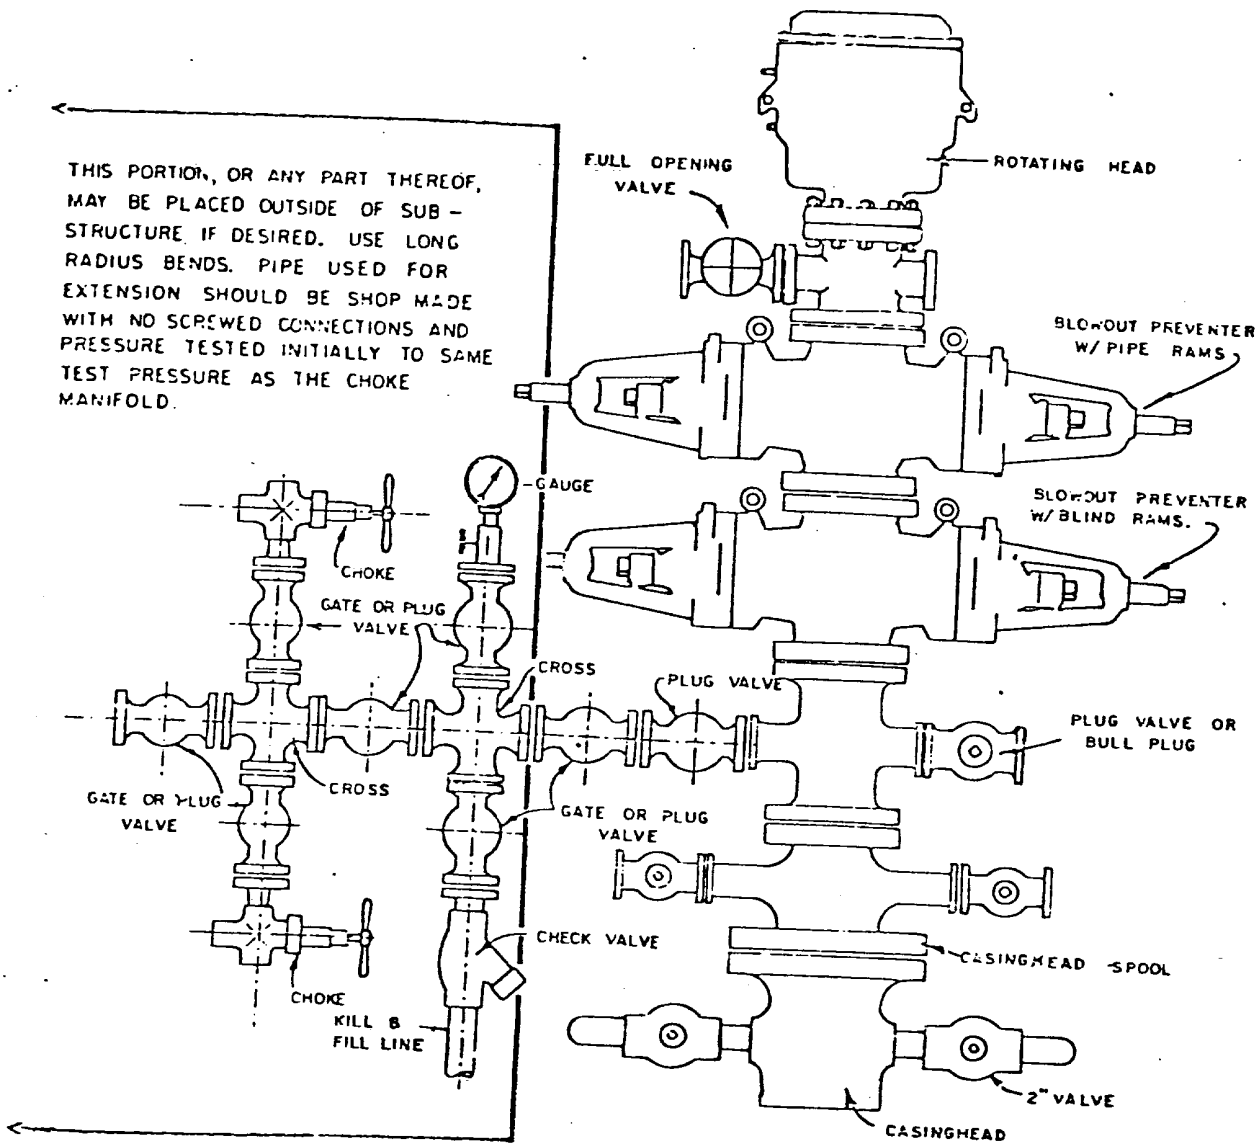 THIS PORTION, OR ANY PART THEREOF,
MAY BE PLACED OUTSIDE OF SUB-
STRUCTURE IF DESIRED. USE LONG
RADIUS BENDS. PIPE USED FOR
EXTENSION SHOULD BE SHOP MADE
WITH NO SCREWED CONNECTIONS AND
PRESSURE TESTED INITIALLY TO SAME
TEST PRESSURE AS THE CHOKE
MANIFOLD.
FULL OPENING
VALVE
ROTATING HEAD
BLOWOUT PREVENTER
W/ PIPE RAMS
GAUGE
BLOWOUT PREVENTER
W/ BLIND RAMS.
CHOKE
GATE OR PLUG
VALVE
CROSS
PLUG VALVE
PLUG VALVE OR
BULL PLUG
GATE OR PLUG
VALVE
CROSS
GATE OR PLUG
VALVE
CHECK VALVE
CASINGHEAD SPOOL
CHOKE
KILL &
FILL LINE
2" VALVE
CASINGHEAD